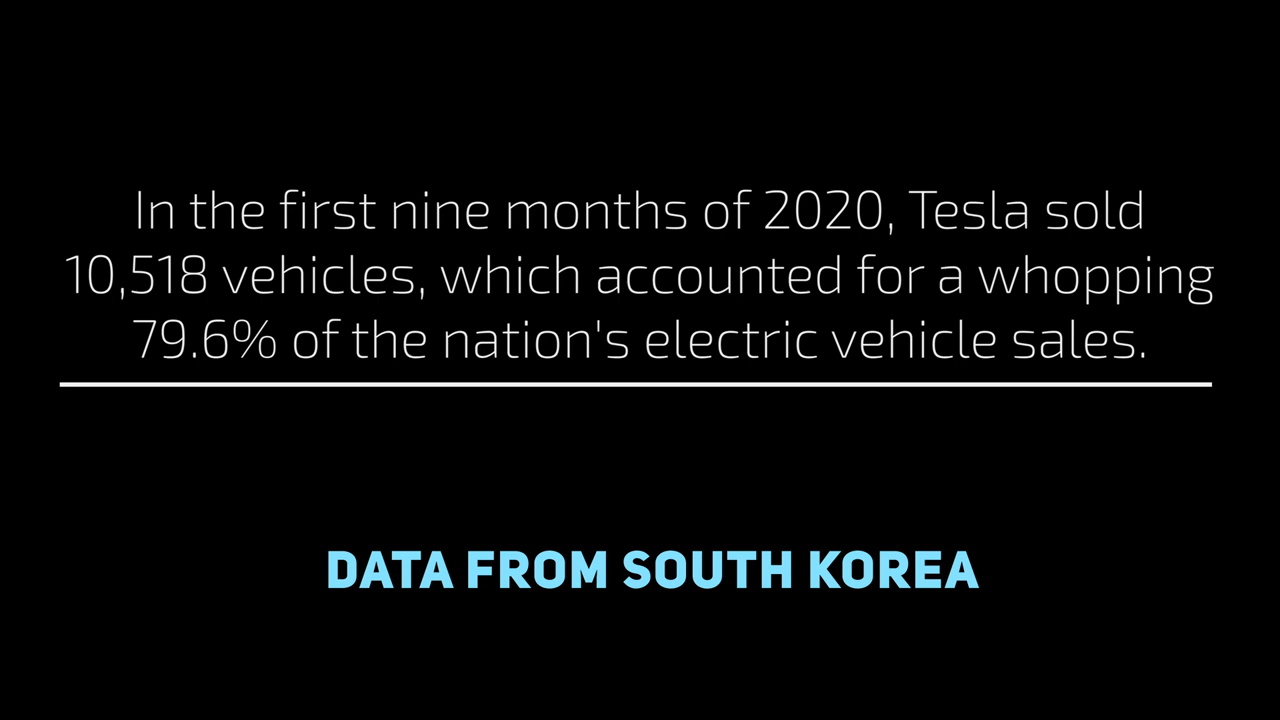 In the first nine months of 2020, Tesla sold
10,518 vehicles, which accounted for a whopping
79.6% of the nation's electric vehicle sales.
DATA FROM SOUTH KOREA